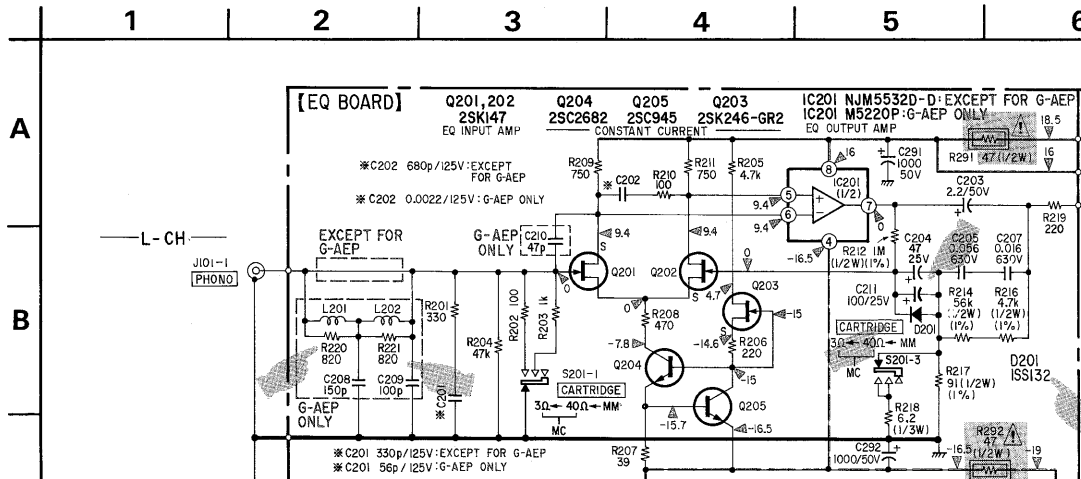 1 2 3 4 5 6
A
B
【EQ BOARD】
Q201,202
2SK147
EQ INPUT AMP
Q204
2SC2682
Q205
2SC945
Q203
2SK246-GR2
CONSTANT CURRENT
IC201 NJM5532D-D:EXCEPT FOR G-AEP
IC201 M5220P:G-AEP ONLY
EQ OUTPUT AMP
※C202 680p/125V:EXCEPT
FOR G-AEP
※C202 0.0022/125V:G-AEP ONLY
R209
750
R211
750
R205
4.7k
※
C202
R210
100
16
8
C291
1000
50V
R291 47(1/2W)
18.5
16
IC201
(1/2)
5
6
7
4
9.4
9.4
0
-16.5
C203
2.2/50V
R219
220
L-CH
EXCEPT FOR
G-AEP
G-AEP
ONLY
C210
47p
S
9.4
9.4
Q201
Q202
0
0
S
R212 1M
(1/2W)(1%)
C204
47
25V
C205
0.056
630V
C207
0.016
630V
J101-1
PHONO
L201
L202
R220
820
R221
820
C208
150p
C209
100p
G-AEP
ONLY
R201
330
R204
47k
R202 100
R203 1k
※C201
S201-1
CARTRIDGE
3Ω ← 40Ω ← MM
MC
0
R208
470
-7.8
Q204
4.7
Q203
-15
S
-14.6
R206
220
-15
Q205
-15.7
-16.5
R207
39
C211
100/25V
D201
R214
56k
(1/2W)
(1%)
R216
4.7k
(1/2W)
(1%)
CARTRIDGE
3Ω ← 40Ω ← MM
MC
S201-3
R217
91(1/2W)
(1%)
R218
6.2
(1/3W)
D201
1SS132
C292
1000/50V
R292
47
(1/2W)
-16.5
-19
※C201 330p/125V:EXCEPT FOR G-AEP
※C201 56p/125V:G-AEP ONLY